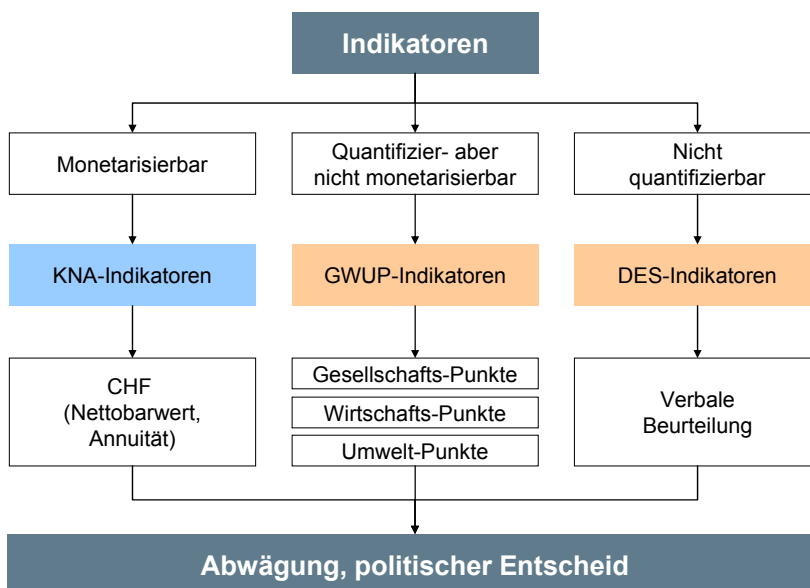 Indikatoren
Monetarisierbar
Quantifizier- aber
nicht monetarisierbar
Nicht
quantifizierbar
KNA-Indikatoren
GWUP-Indikatoren
DES-Indikatoren
CHF
(Nettobarwert,
Annuität)
Gesellschafts-Punkte
Wirtschafts-Punkte
Umwelt-Punkte
Verbale
Beurteilung
Abwägung, politischer Entscheid